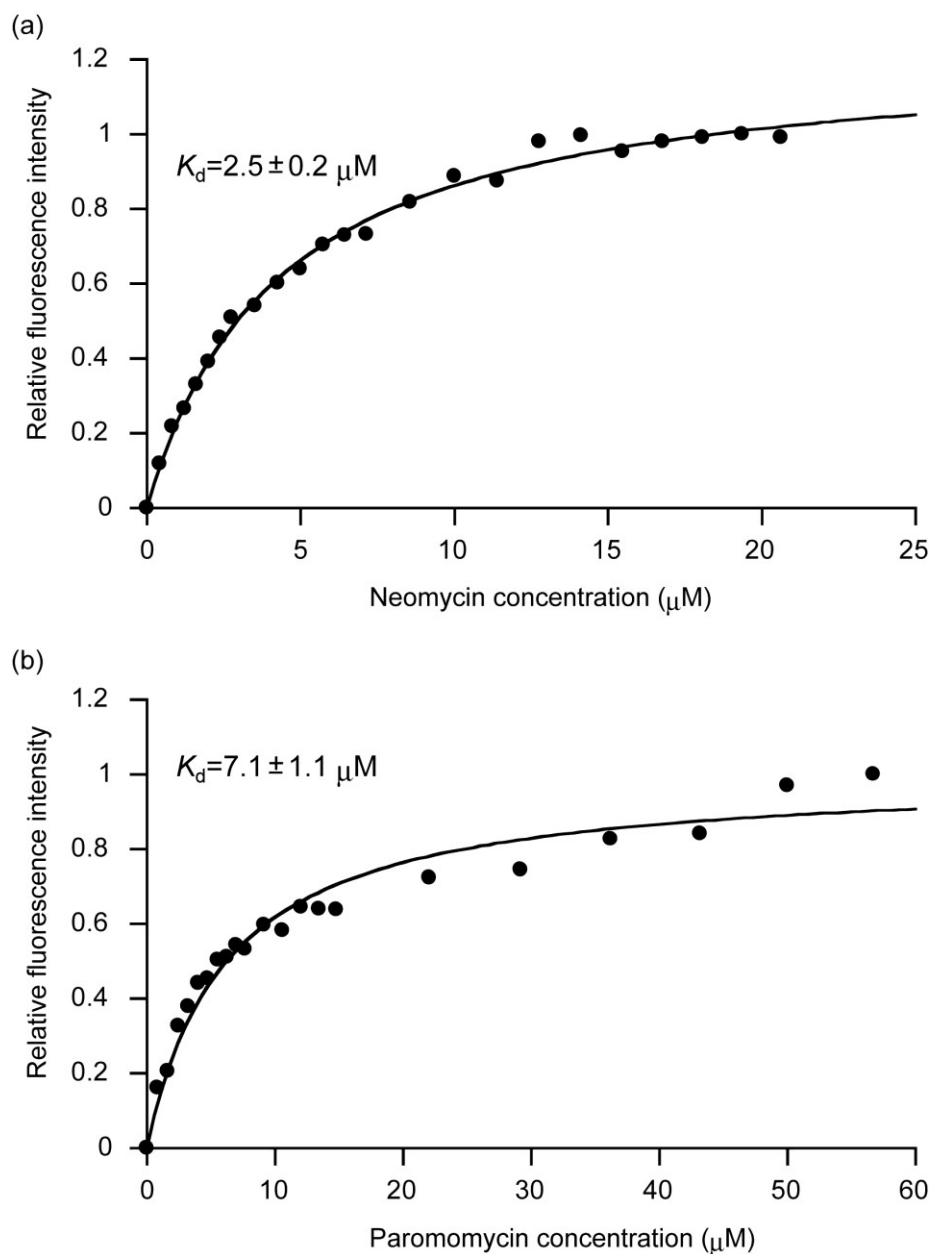 (a)
1.2
1
0.8
0.6
0.4
0.2
0
Relative fluorescence intensity
Kd=2.5±0.2 μM
0 5 10 15 20 25
Neomycin concentration (μM)
(b)
1.2
1
0.8
0.6
0.4
0.2
0
Relative fluorescence intensity
Kd=7.1±1.1 μM
0 10 20 30 40 50 60
Paromomycin concentration (μM)